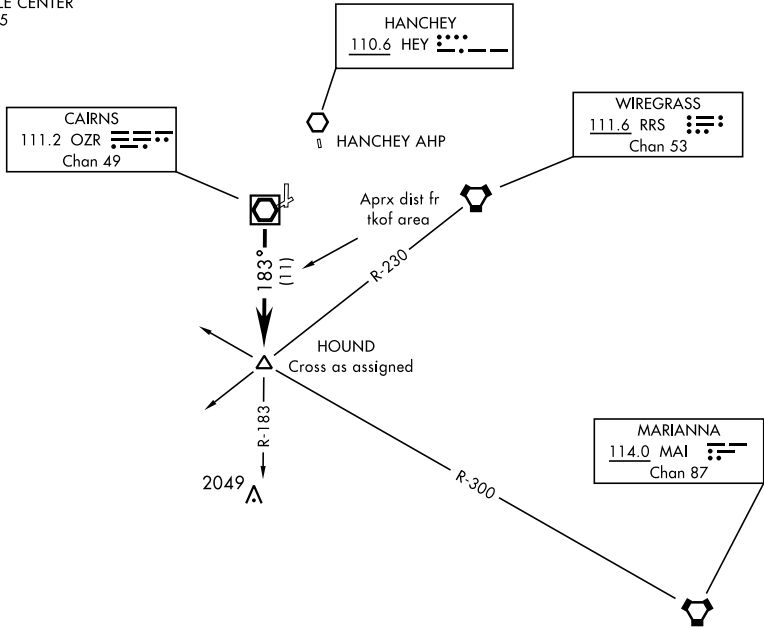 LE CENTER
5
HANCHEY
110.6 HEY
CAIRNS
111.2 OZR
Chan 49
WIREGRASS
111.6 RRS
Chan 53
HANCHEY AHP
Aprx dist fr
tkof area
183°
(11)
R-230
HOUND
Cross as assigned
R-183
2049
R-300
MARIANNA
114.0 MAI
Chan 87